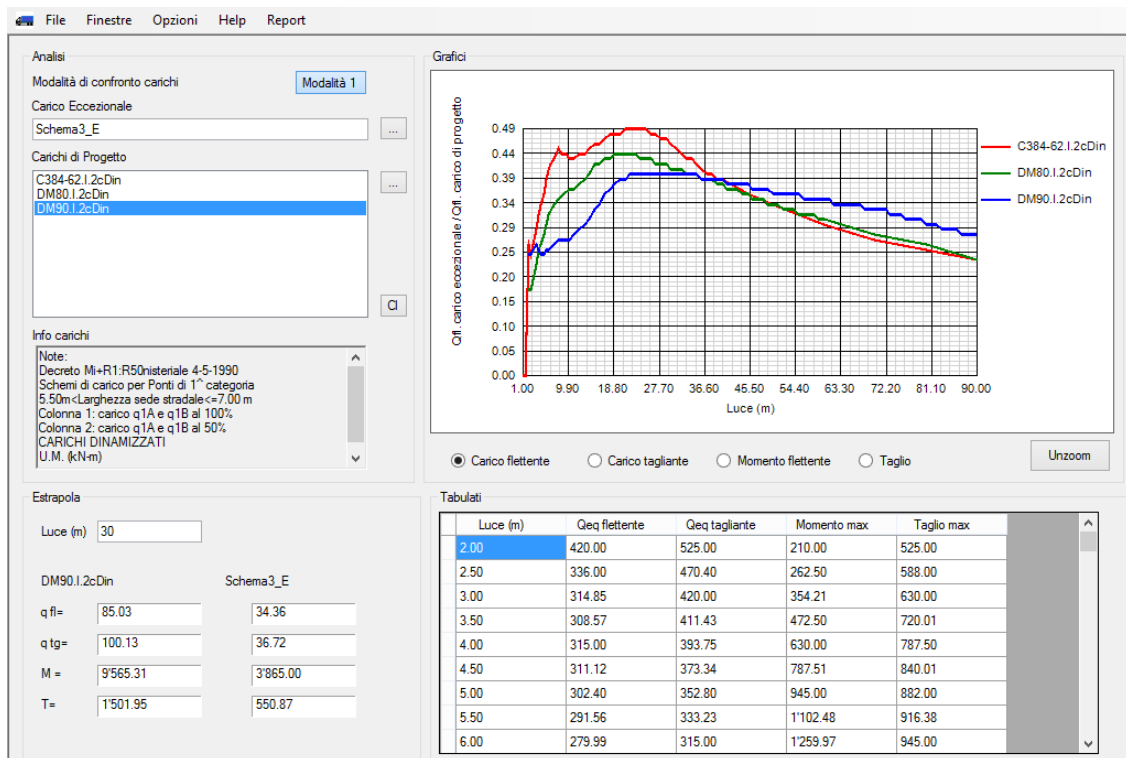 File Finestre Opzioni Help Report
Analisi
Modalità di confronto carichi Modalità 1
Carico Eccezionale
Schema3_E ...
Carichi di Progetto
C384-62.I.2cDin ...
DM80.I.2cDin
DM90.I.2cDin
Cl
Info carichi
Note:
Decreto Mi+R1:R50nisteriale 4-5-1990
Schemi di carico per Ponti di 1^ categoria
5.50m<Larghezza sede stradale<=7.00 m
Colonna 1: carico q1A e q1B al 100%
Colonna 2: carico q1A e q1B al 50%
CARICHI DINAMIZZATI
U.M. (kN-m)
Grafici
Qfl. carico eccezionale / Qfl. carico di progetto
0.49
0.44
0.39
0.34
0.29
0.25
0.20
0.15
0.10
0.05
0.00
1.00 9.90 18.80 27.70 36.60 45.50 54.40 63.30 72.20 81.10 90.00
Luce (m)
C384-62.I.2cDin
DM80.I.2cDin
DM90.I.2cDin
Carico flettente Carico tagliante Momento flettente Taglio Unzoom
Estrapola
Luce (m) 30
DM90.I.2cDin Schema3_E
q fl= 85.03 34.36
q tg= 100.13 36.72
M = 9'565.31 3'865.00
T= 1'501.95 550.87
Tabulati
Luce (m) Qeq flettente Qeq tagliante Momento max Taglio max
2.00 420.00 525.00 210.00 525.00
2.50 336.00 470.40 262.50 588.00
3.00 314.85 420.00 354.21 630.00
3.50 308.57 411.43 472.50 720.01
4.00 315.00 393.75 630.00 787.50
4.50 311.12 373.34 787.51 840.01
5.00 302.40 352.80 945.00 882.00
5.50 291.56 333.23 1'102.48 916.38
6.00 279.99 315.00 1'259.97 945.00